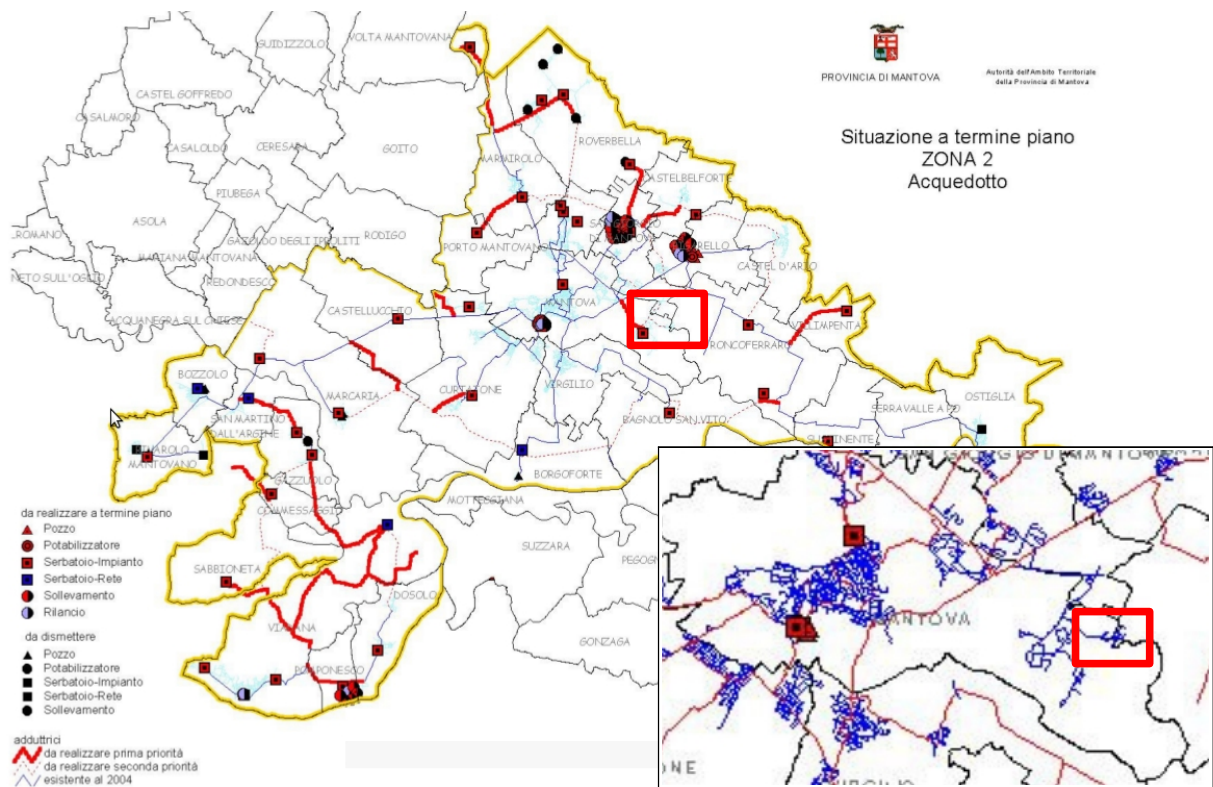 VOLTA MANTOVANA
GUIDIZZOLO
PROVINCIA DI MANTOVA
Autorità dell'Ambito Territoriale
della Provincia di Mantova
CASTEL GOFFREDO
CASALMORO
CASALOLDO
CERESARA
GOITO
ROVERBELLA
MARMIROLO
Situazione a termine piano
ZONA 2
Acquedotto
PIUBEGA
ASOLA
RODIGO
PORTO MANTOVANO
GAZOLDO DEGLI IPPOLITI
MARIANA MANTOVANA
REDONDESCO
CASTEL D'ARIO
ACQUANEGRA SUL CHIESE
CASTELLUCCHIO
MANTOVA
VILLIMPENTA
RONCOFERRARO
BOZZOLO
MARCARIA
CURTATONE
VIRGILIO
OSTIGLIA
SERRAVALLE A PO
SAN MARTINO
DALL'ARGINE
BAGNOLO SAN VITO
MANTOVANO
BORGOFORTE
GAZZUOLO
MOTTEGGIANA
SUZZARA
SABBIONETA
DOSOLO
GONZAGA
POMPONESCO
da realizzare a termine piano
Pozzo
Potabilizzatore
Serbatoio-Impianto
Serbatoio-Rete
Sollevamento
Rilancio
da dismettere
Pozzo
Potabilizzatore
Serbatoio-Impianto
Serbatoio-Rete
Sollevamento
adduttrici
da realizzare prima priorità
da realizzare seconda priorità
esistente al 2004
MANTOVA